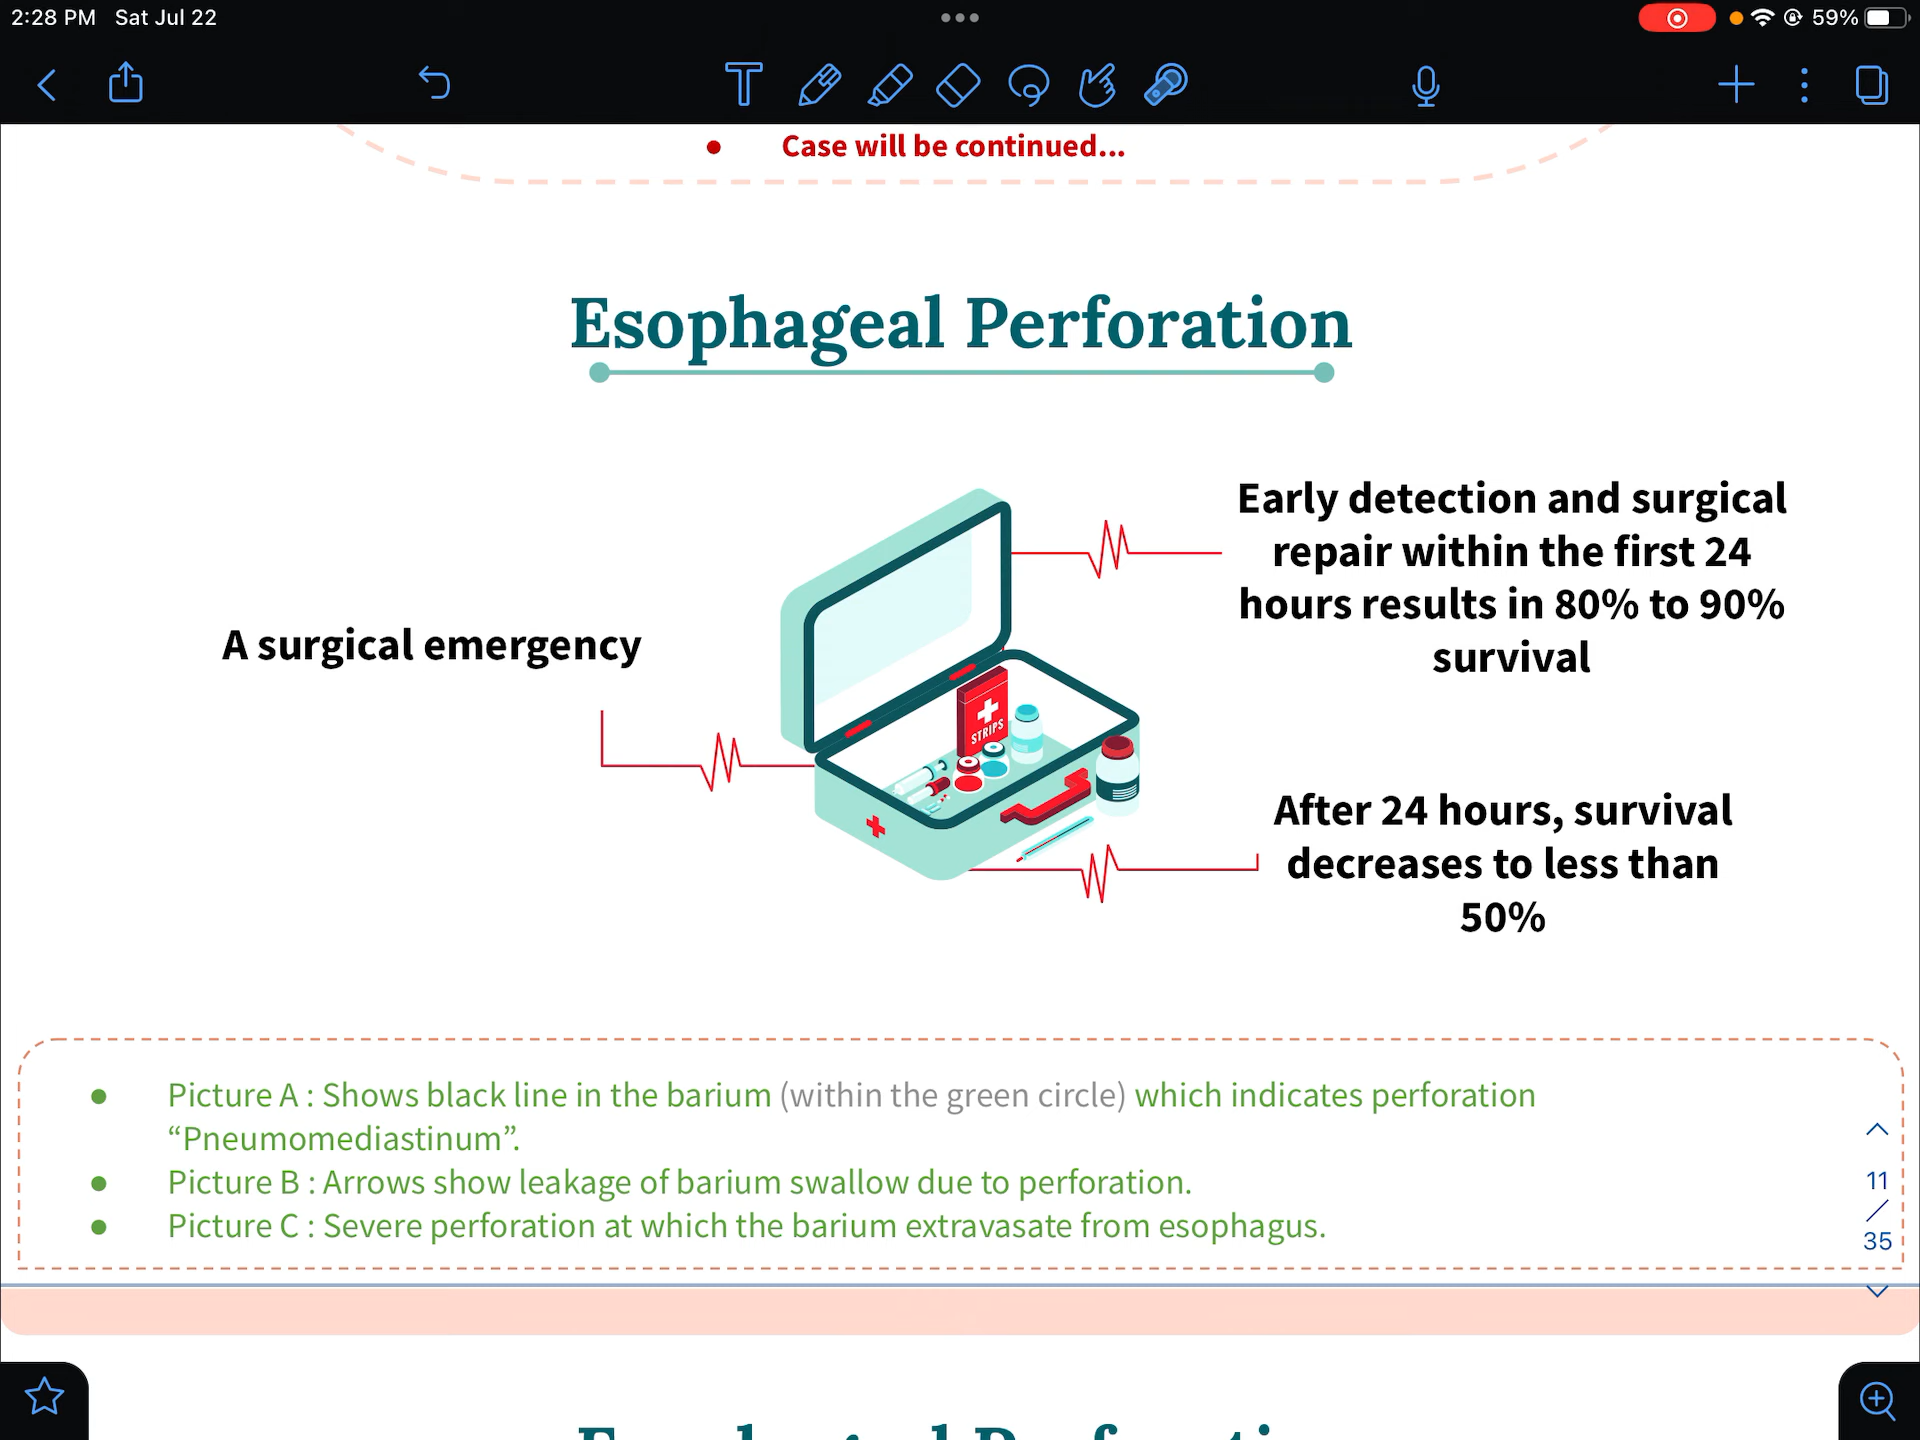 2:28 PM Sat Jul 22
59%
Case will be continued...
Esophageal Perforation
Early detection and surgical
repair within the first 24
hours results in 80% to 90%
survival
A surgical emergency
STRIPS
After 24 hours, survival
decreases to less than
50%
Picture A : Shows black line in the barium (within the green circle) which indicates perforation
“Pneumomediastinum”.
Picture B : Arrows show leakage of barium swallow due to perforation.
Picture C : Severe perforation at which the barium extravasate from esophagus.
11
/
35